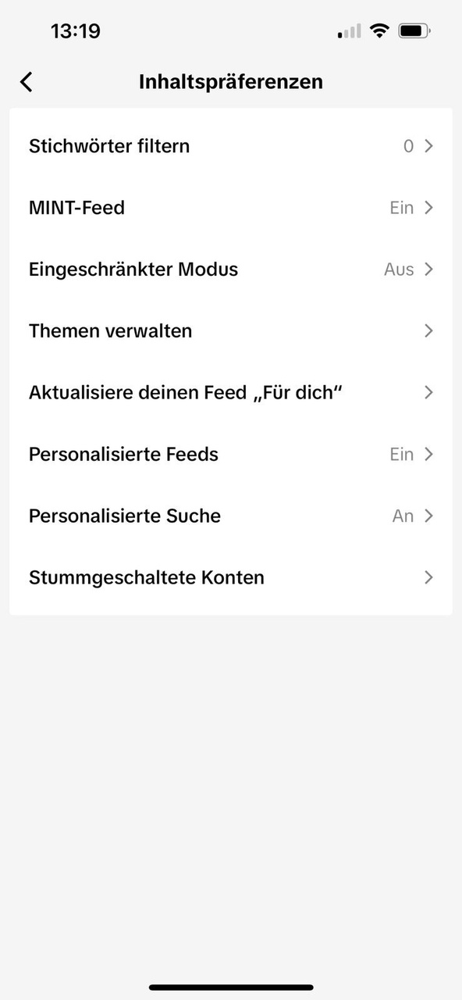 13:19
Inhaltspräferenzen
Stichwörter filtern 0
MINT-Feed Ein
Eingeschränkter Modus Aus
Themen verwalten
Aktualisiere deinen Feed „Für dich“
Personalisierte Feeds Ein
Personalisierte Suche An
Stummgeschaltete Konten